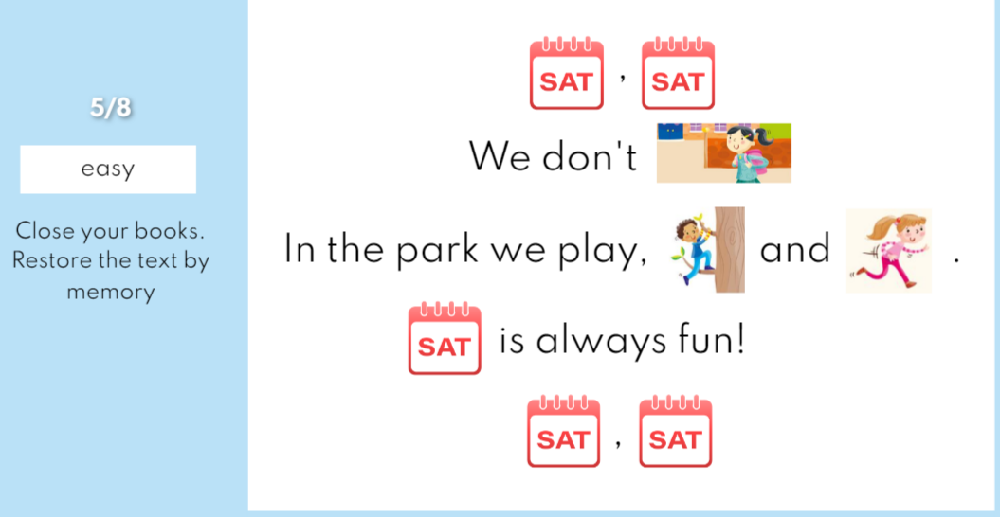 5/8
easy
Close your books.
Restore the text by
memory
SAT, SAT
We don't
In the park we play, and .
SAT is always fun!
SAT, SAT